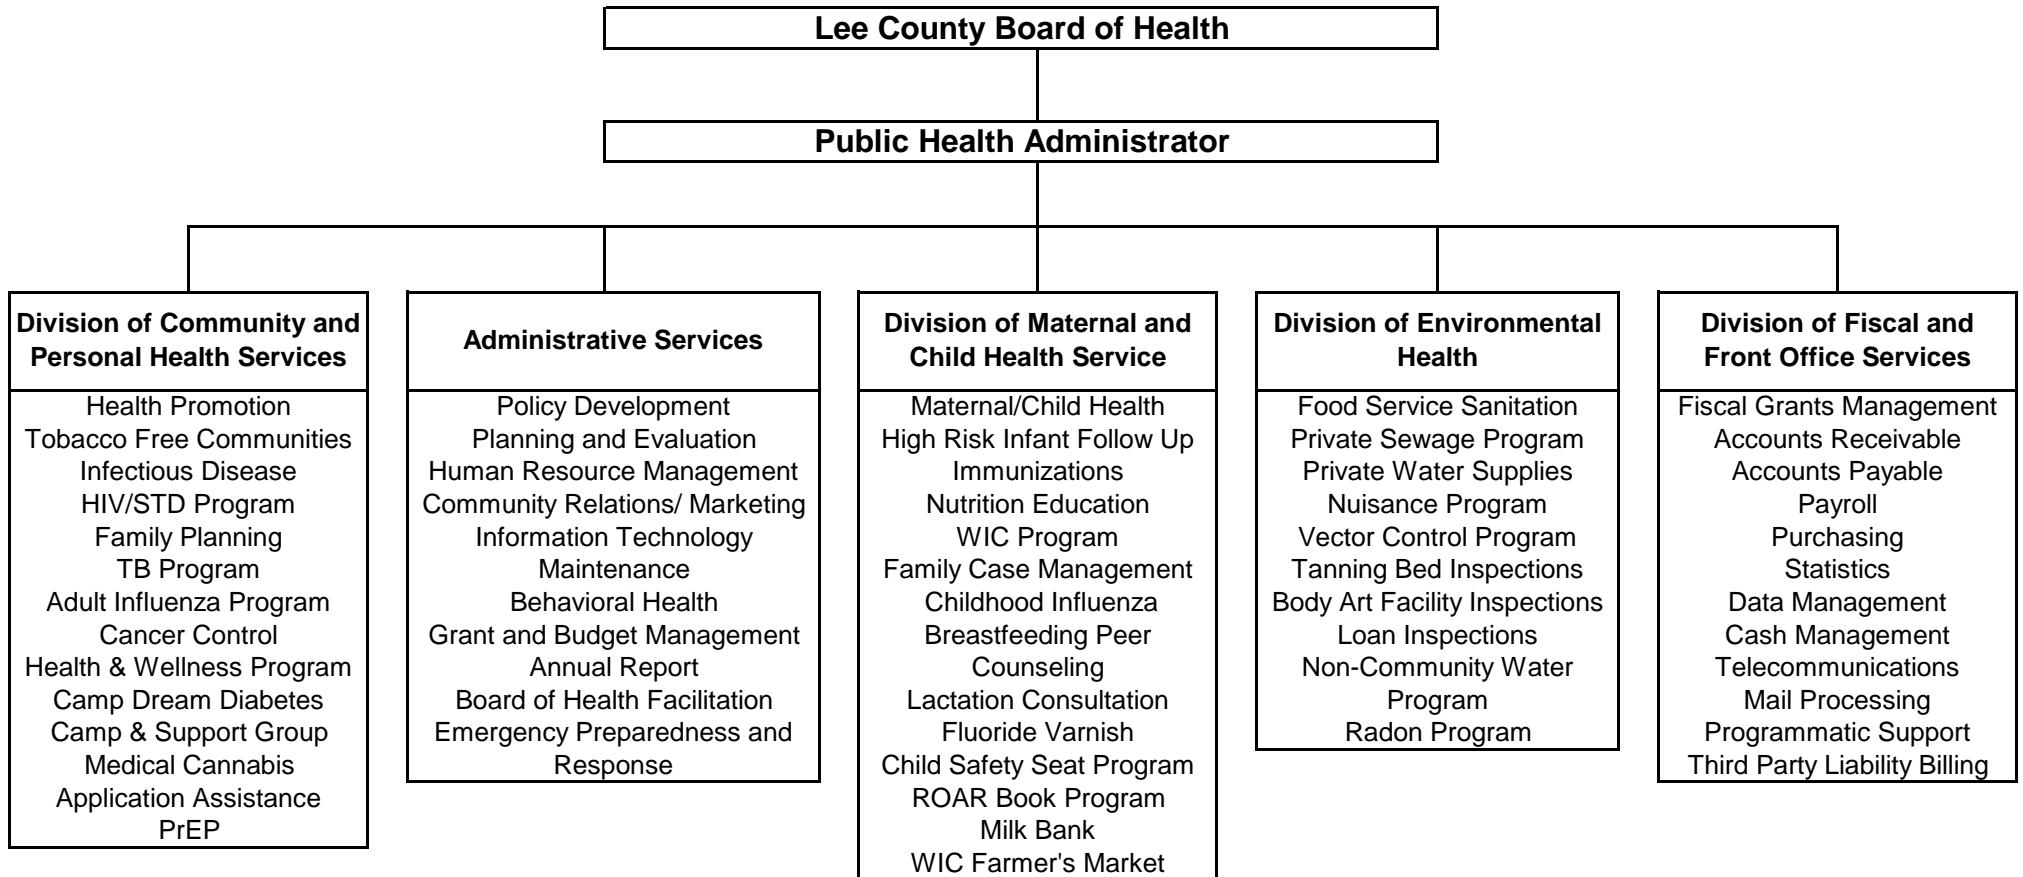 Lee County Board of Health
Public Health Administrator
Division of Community and
Personal Health Services
Health Promotion
Tobacco Free Communities
Infectious Disease
HIV/STD Program
Family Planning
TB Program
Adult Influenza Program
Cancer Control
Health & Wellness Program
Camp Dream Diabetes
Camp & Support Group
Medical Cannabis
Application Assistance
PrEP
Administrative Services
Policy Development
Planning and Evaluation
Human Resource Management
Community Relations/ Marketing
Information Technology
Maintenance
Behavioral Health
Grant and Budget Management
Annual Report
Board of Health Facilitation
Emergency Preparedness and
Response
Division of Maternal and
Child Health Service
Maternal/Child Health
High Risk Infant Follow Up
Immunizations
Nutrition Education
WIC Program
Family Case Management
Childhood Influenza
Breastfeeding Peer
Counseling
Lactation Consultation
Fluoride Varnish
Child Safety Seat Program
ROAR Book Program
Milk Bank
WIC Farmer's Market
Division of Environmental
Health
Food Service Sanitation
Private Sewage Program
Private Water Supplies
Nuisance Program
Vector Control Program
Tanning Bed Inspections
Body Art Facility Inspections
Loan Inspections
Non-Community Water
Program
Radon Program
Division of Fiscal and
Front Office Services
Fiscal Grants Management
Accounts Receivable
Accounts Payable
Payroll
Purchasing
Statistics
Data Management
Cash Management
Telecommunications
Mail Processing
Programmatic Support
Third Party Liability Billing